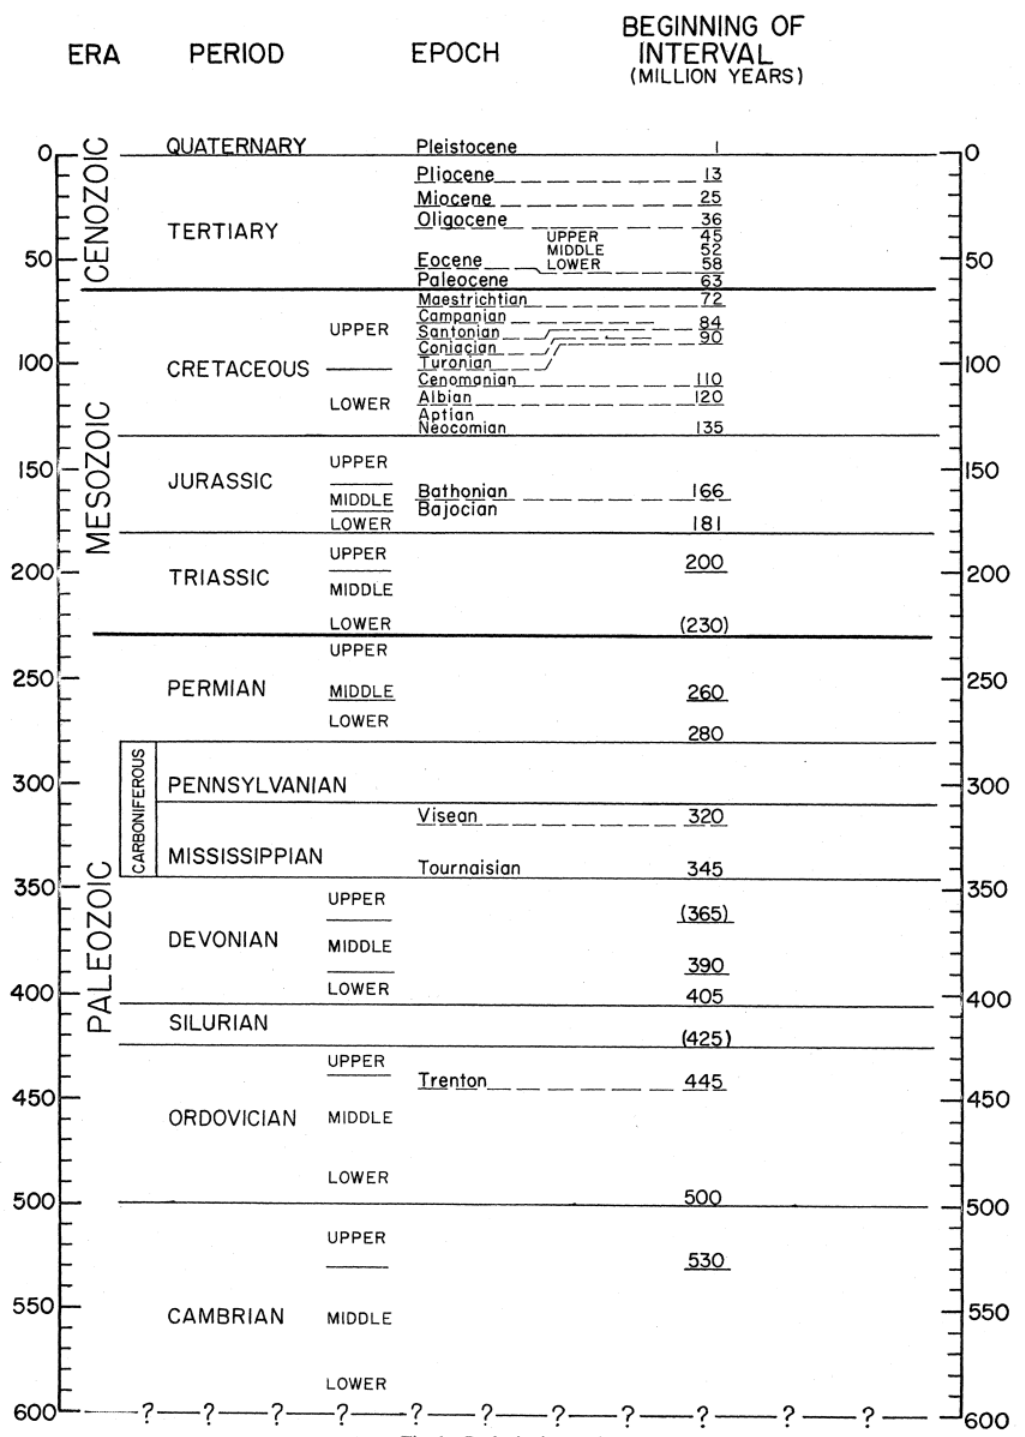 BEGINNING OF
ERA PERIOD EPOCH INTERVAL
(MILLION YEARS)
CENOZOIC
0 QUATERNARY Pleistocene 1 0
Pliocene 13
Miocene 25
TERTIARY Oligocene 36
UPPER 45
MIDDLE 52
50 Eocene LOWER 58 50
Paleocene 63
MESOZOIC
Maestrichtian 72
Campanian
UPPER Santonian 84
Coniacian 90
100 CRETACEOUS Turonian 100
Cenomanian 110
LOWER Albian 120
Aptian
Neocomian 135
UPPER
150 JURASSIC 150
MIDDLE Bathonian 166
Bajocian
LOWER 181
UPPER 200
200 TRIASSIC 200
MIDDLE
LOWER (230)
PALEOZOIC
UPPER
250 PERMIAN 250
MIDDLE 260
LOWER
280
CARBONIFEROUS
300 PENNSYLVANIAN 300
Visean 320
MISSISSIPPIAN Tournaisian 345
350 350
UPPER (365)
DEVONIAN MIDDLE
390
400 LOWER 405 400
SILURIAN
(425)
UPPER
Trenton 445
450 450
ORDOVICIAN MIDDLE
LOWER
500 500 500
UPPER
530
550 550
CAMBRIAN MIDDLE
LOWER
600 ? ? ? ? ? ? ? ? ? ? ? 600